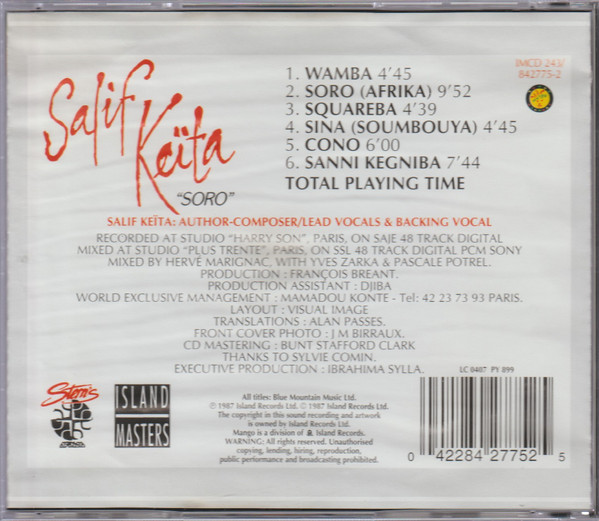 Salif
Keïta
"SORO"
IMCD 243/
842775-2
1. WAMBA 4'45
2. SORO (AFRIKA) 9'52
3. SQUAREBA 4'39
4. SINA (SOUMBOUYA) 4'45
5. CONO 6'00
6. SANNI KEGNIBA 7'44
TOTAL PLAYING TIME
SALIF KEÏTA: AUTHOR-COMPOSER/LEAD VOCALS & BACKING VOCAL
RECORDED AT STUDIO "HARRY SON", PARIS, ON SAJE 48 TRACK DIGITAL
MIXED AT STUDIO "PLUS TRENTE", PARIS, ON SSL 48 TRACK DIGITAL PCM SONY
MIXED BY HERVÉ MARIGNAC, WITH YVES ZARKA & PASCALE POTREL.
PRODUCTION : FRANÇOIS BREANT.
PRODUCTION ASSISTANT : DJIBA
WORLD EXCLUSIVE MANAGEMENT : MAMADOU KONTE - Tel: 42 23 73 93 PARIS.
LAYOUT : VISUAL IMAGE
TRANSLATIONS : ALAN PASSES.
FRONT COVER PHOTO : J M BIRRAUX.
CD MASTERING : BUNT STAFFORD CLARK
THANKS TO SYLVIE COMIN.
EXECUTIVE PRODUCTION : IBRAHIMA SYLLA.
Stern's
ISLAND
MASTERS
All titles: Blue Mountain Music Ltd.
℗ 1987 Island Records Ltd. © 1987 Island Records Ltd.
The copyright in this sound recording and artwork
is owned by Island Records Ltd.
Mango is a division of Island Records.
WARNING: All rights reserved. Unauthorised
copying, lending, hiring, reproduction,
public performance and broadcasting prohibited.
LC 0407 PY 899
0 42284 27752 5